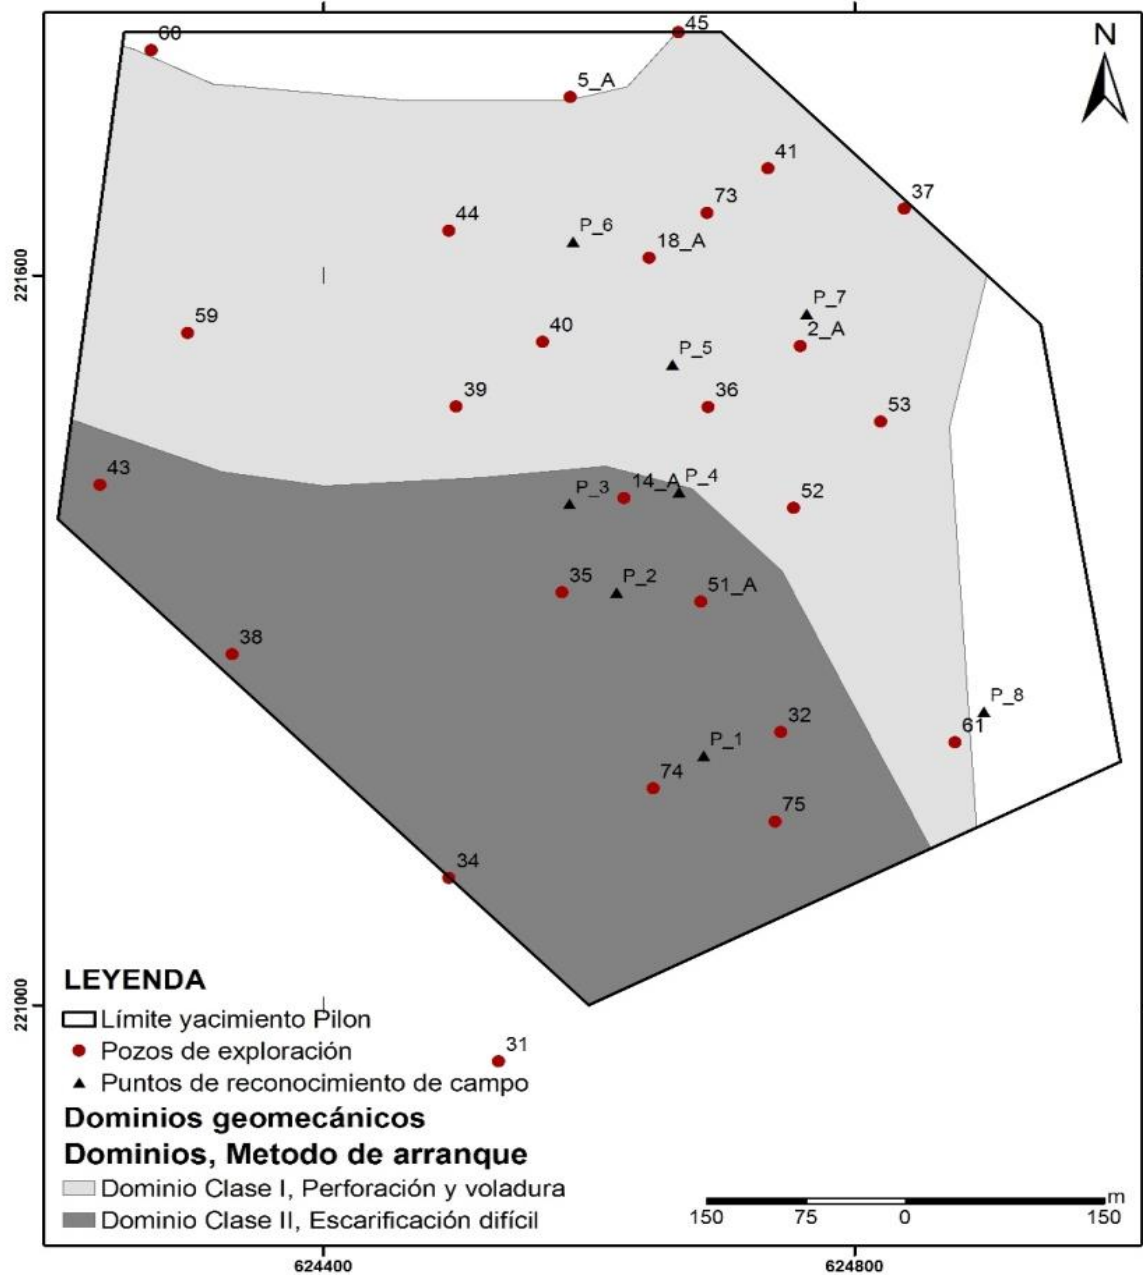 60
45
N
5_A
41
37
73
44
P_6
18_A
221600
P_7
59
40
2_A
P_5
39
36
53
43
P_3
14_A
P_4
52
35
P_2
51_A
38
P_8
32
61
P_1
74
75
34
LEYENDA
221000
Límite yacimiento Pilon
31
Pozos de exploración
Puntos de reconocimiento de campo
Dominios geomecánicos
Dominios, Metodo de arranque
Dominio Clase I, Perforación y voladura
Dominio Clase II, Escarificación difícil
m
150 75 0 150
624400 624800